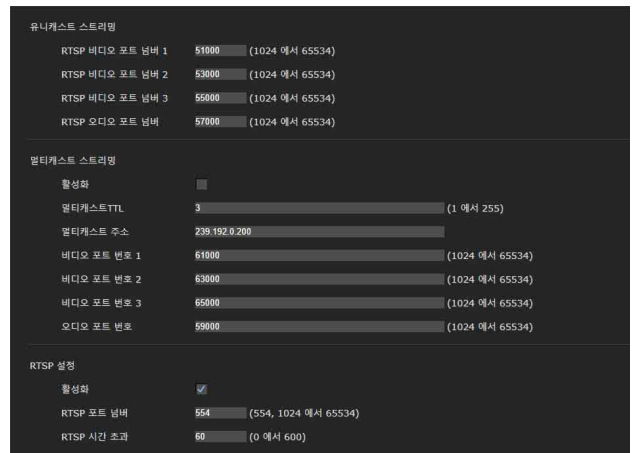 유니캐스트 스트리밍
RTSP 비디오 포트 넘버 1 51000 (1024 에서 65534)
RTSP 비디오 포트 넘버 2 53000 (1024 에서 65534)
RTSP 비디오 포트 넘버 3 55000 (1024 에서 65534)
RTSP 오디오 포트 넘버 57000 (1024 에서 65534)
멀티캐스트 스트리밍
활성화
멀티캐스트TTL 3 (1 에서 255)
멀티캐스트 주소 239.192.0.200
비디오 포트 번호 1 61000 (1024 에서 65534)
비디오 포트 번호 2 63000 (1024 에서 65534)
비디오 포트 번호 3 65000 (1024 에서 65534)
오디오 포트 번호 59000 (1024 에서 65534)
RTSP 설정
활성화
RTSP 포트 넘버 554 (554, 1024 에서 65534)
RTSP 시간 초과 60 (0 에서 600)